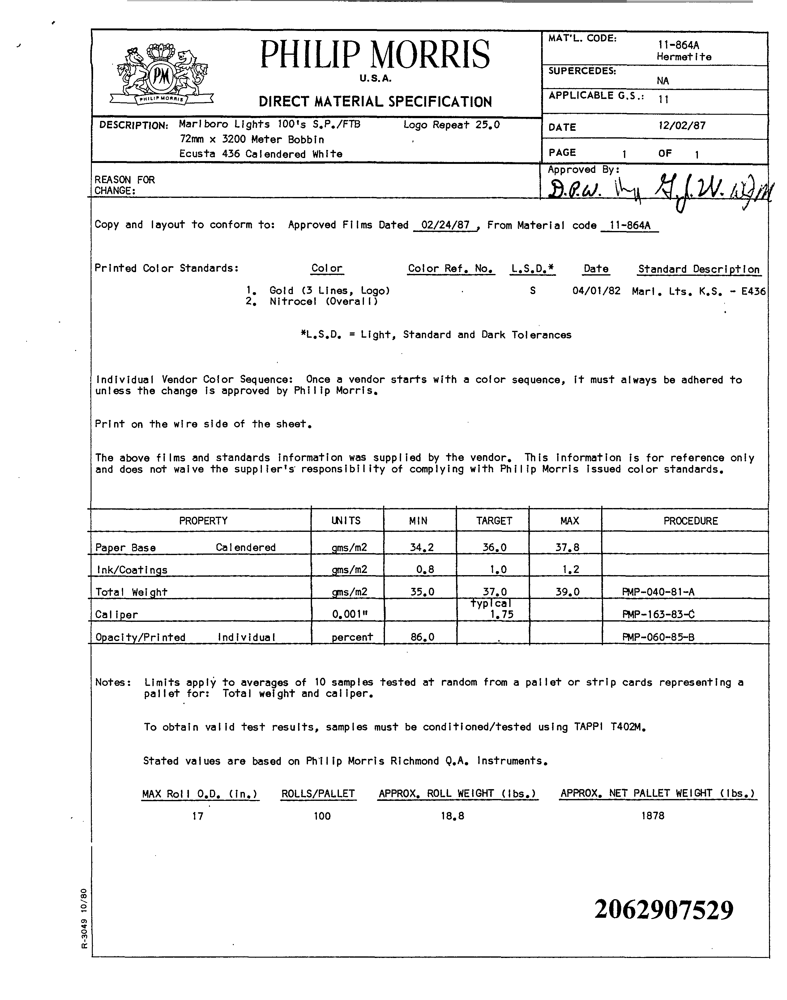 PHILIP MORRIS
U.S.A.
DIRECT MATERIAL SPECIFICATION
PM
PHILIP MORRIS
MAT'L. CODE: 11-864A
Hermetite
SUPERCEDES: NA
APPLICABLE G.S.: 11
DESCRIPTION: Marlboro Lights 100's S.P./FTB Logo Repeat 25.0
72mm x 3200 Meter Bobbin
Ecusta 436 Calendered White
DATE 12/02/87
PAGE 1 OF 1
REASON FOR
CHANGE:
Approved By:
D.P.W.
Copy and layout to conform to: Approved Films Dated 02/24/87 , From Material code 11-864A
Printed Color Standards: Color Color Ref. No. L.S.D.* Date Standard Description
1. Gold (3 Lines, Logo) S 04/01/82 Marl. Lts. K.S. - E436
2. Nitrocel (Overall)
*L.S.D. = Light, Standard and Dark Tolerances
Individual Vendor Color Sequence: Once a vendor starts with a color sequence, it must always be adhered to
unless the change is approved by Philip Morris.
Print on the wire side of the sheet.
The above films and standards information was supplied by the vendor. This information is for reference only
and does not waive the supplier's responsibility of complying with Philip Morris issued color standards.
PROPERTY UNITS MIN TARGET MAX PROCEDURE
Paper Base Calendered gms/m2 34.2 36.0 37.8
Ink/Coatings gms/m2 0.8 1.0 1.2
Total Weight gms/m2 35.0 37.0 39.0 PMP-040-81-A
typical
Caliper 0.001" 1.75 PMP-163-83-C
Opacity/Printed Individual percent 86.0 PMP-060-85-B
Notes: Limits apply to averages of 10 samples tested at random from a pallet or strip cards representing a
pallet for: Total weight and caliper.
To obtain valid test results, samples must be conditioned/tested using TAPPI T402M.
Stated values are based on Philip Morris Richmond Q.A. Instruments.
MAX Roll O.D. (in.) ROLLS/PALLET APPROX. ROLL WEIGHT (lbs.) APPROX. NET PALLET WEIGHT (lbs.)
17 100 18.8 1878
R-3049 10/80
2062907529